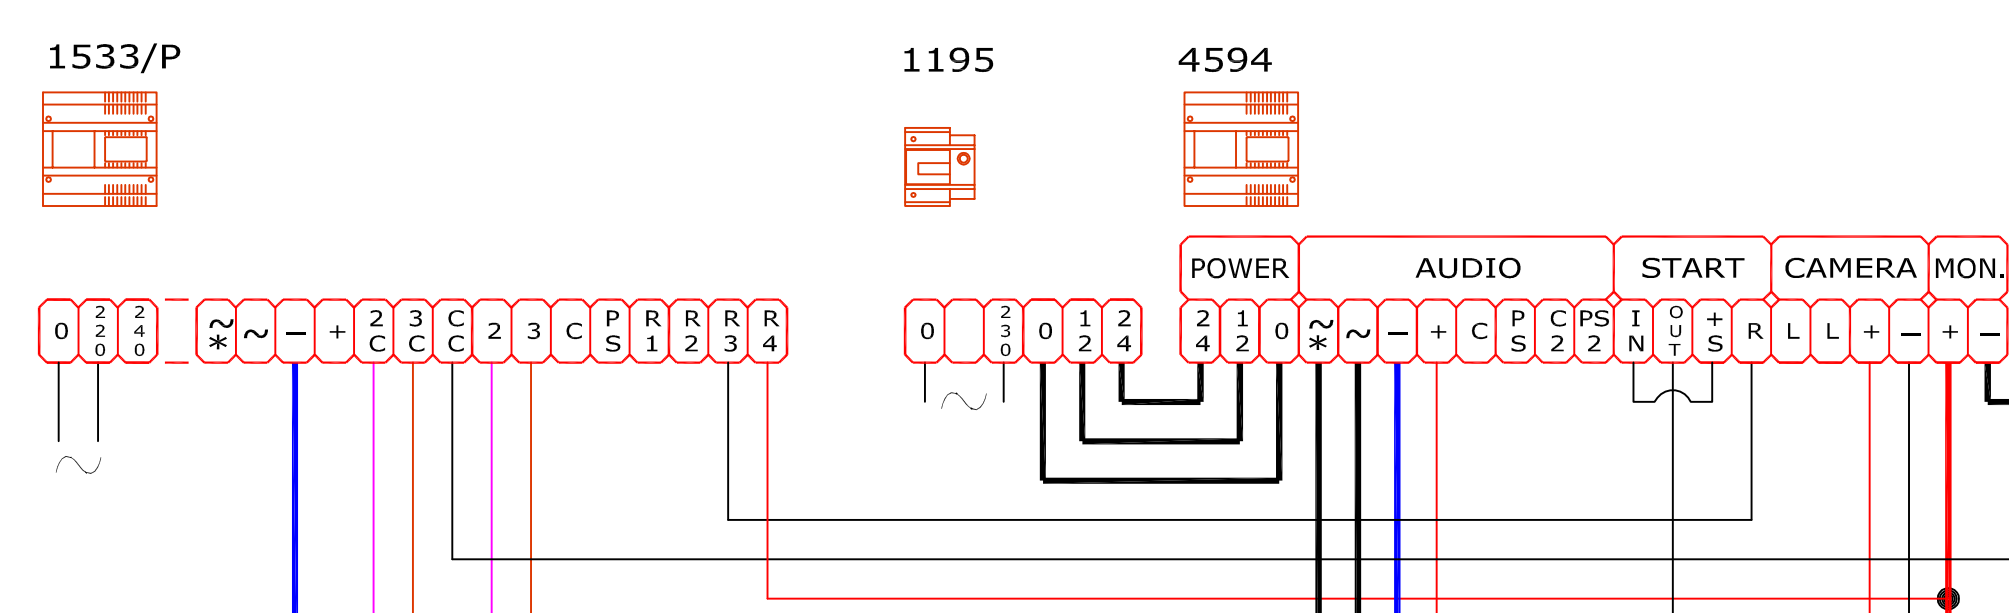 1533/P
1195
4594
POWER AUDIO START CAMERA MON.
0 220 240 ≈* ~ — + 2C 3C CC 2 3 C PS R1 R2 R3 R4
0 230 0 12 24
24 12 0 ≈* ~ — + C PS C2 PS2 IN OUT +S R L L + — + —